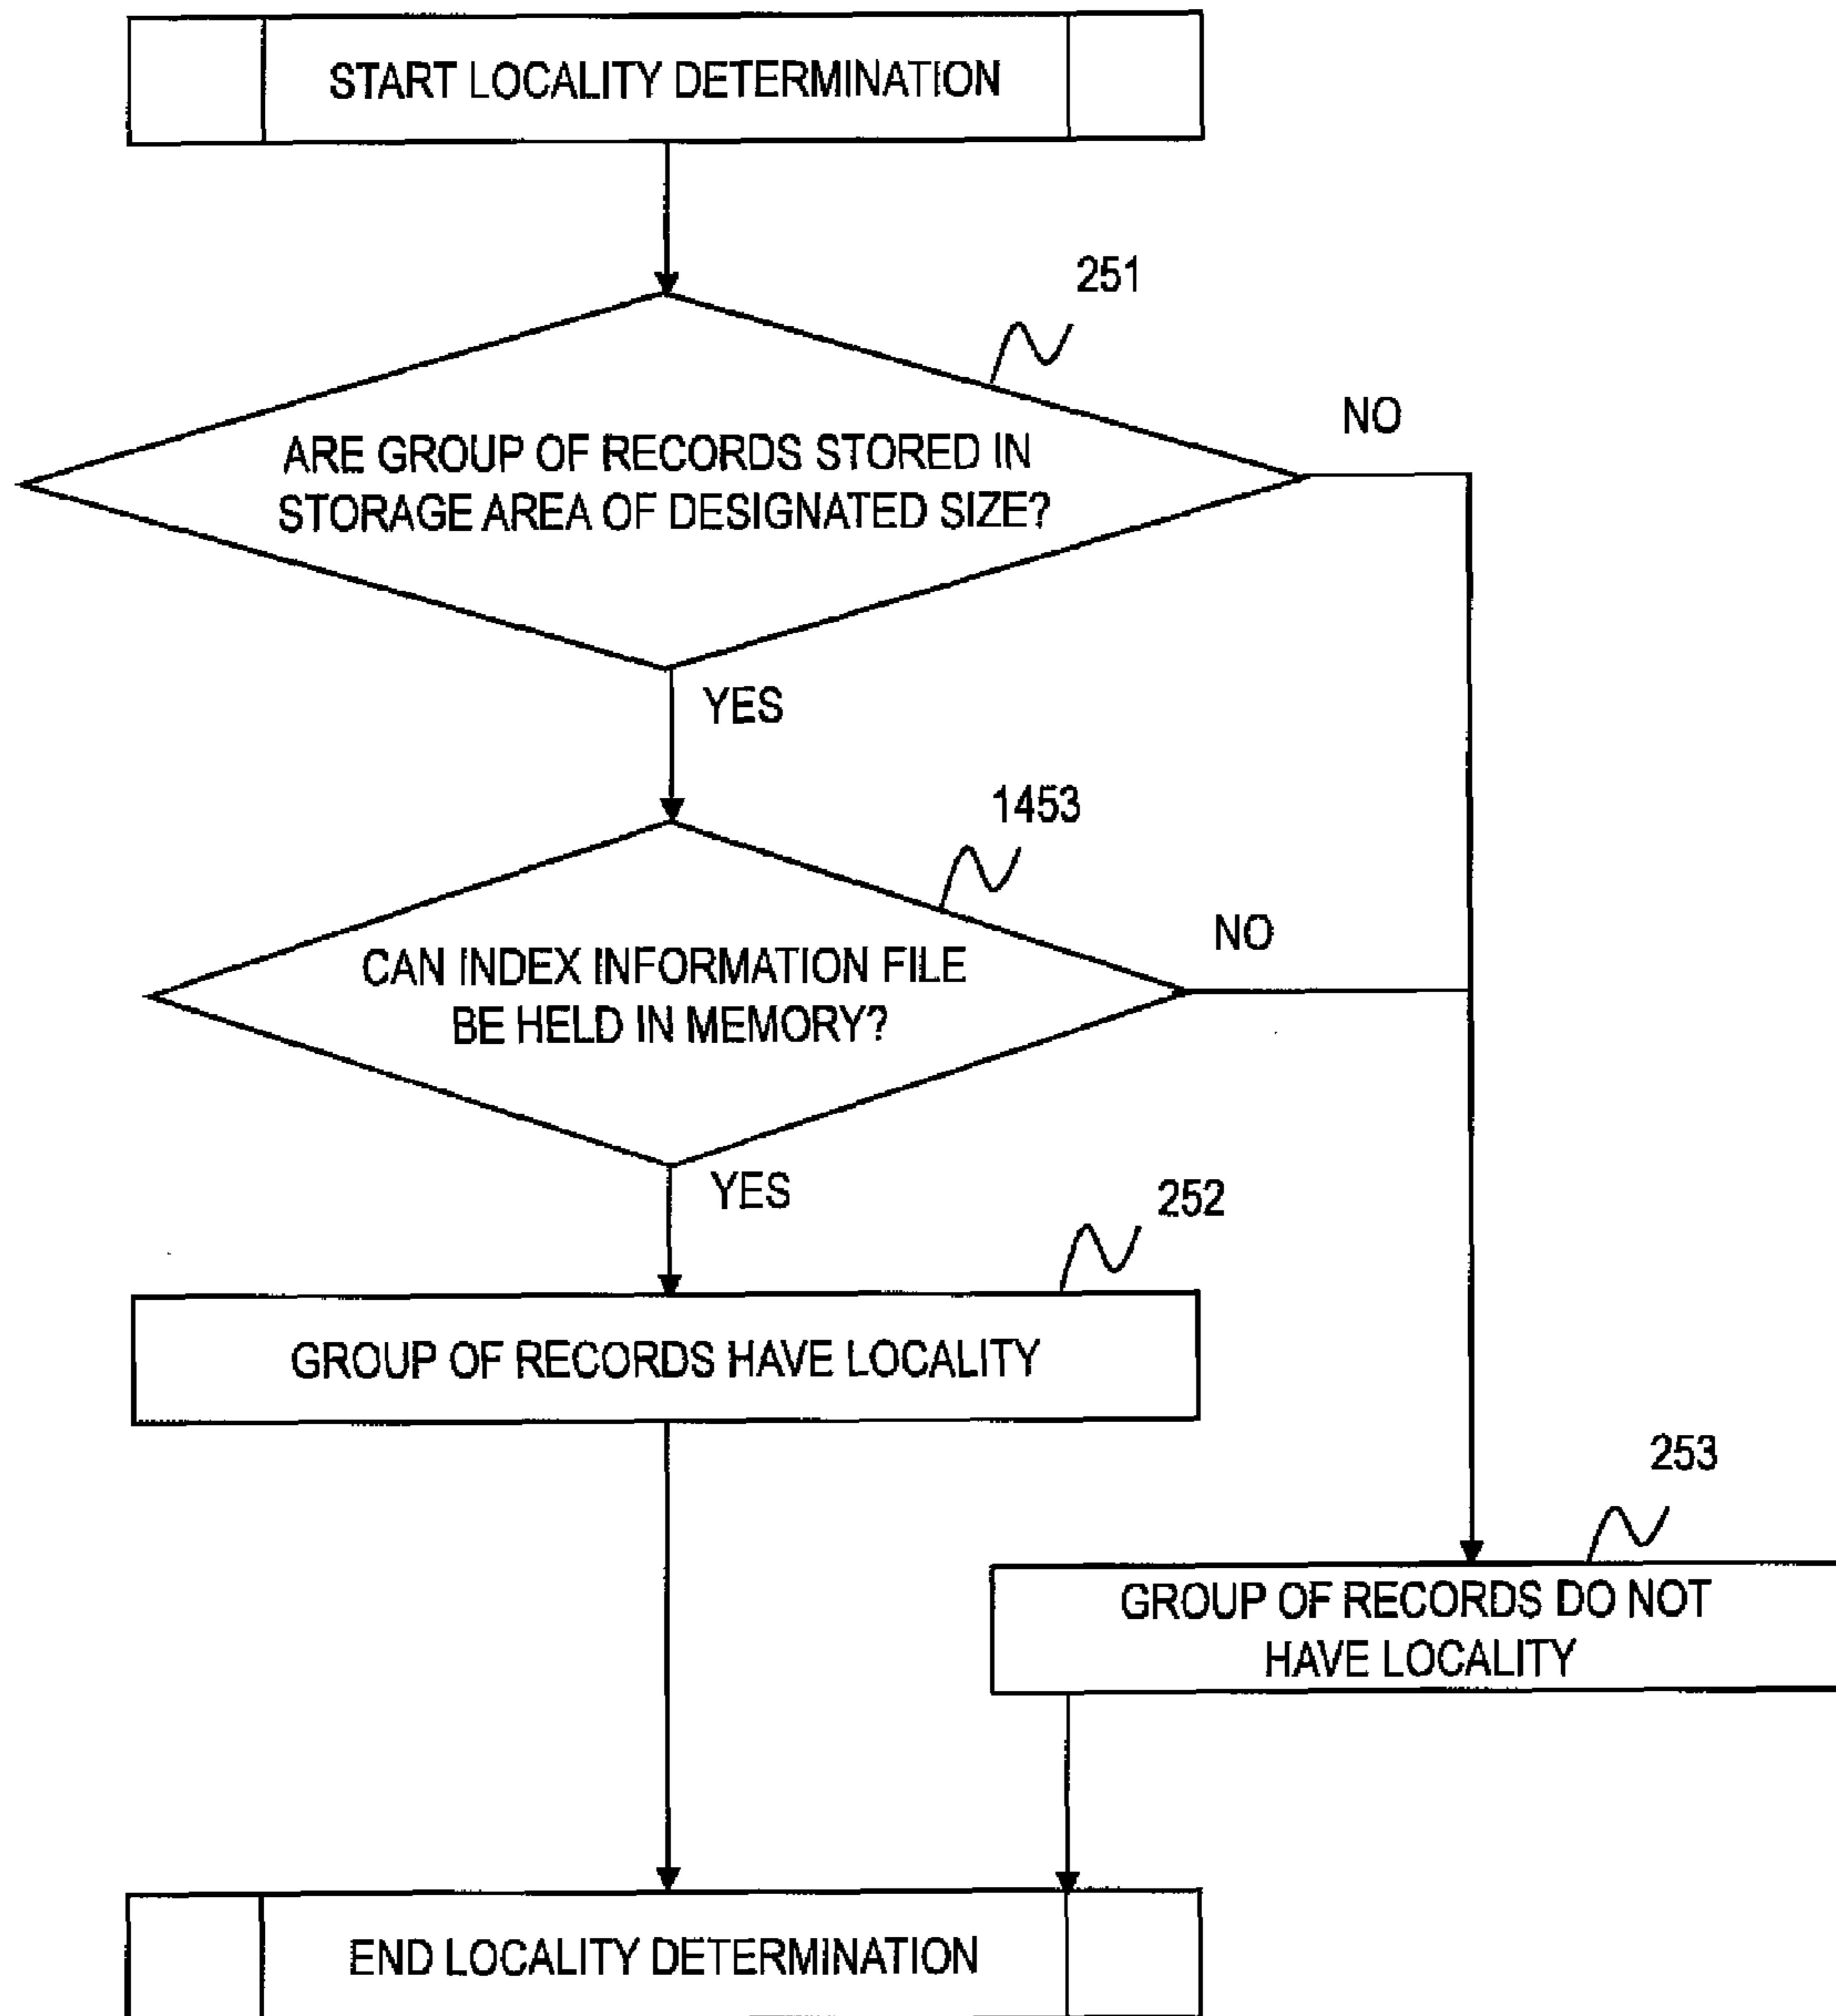 START LOCALITY DETERMINATION
251
ARE GROUP OF RECORDS STORED IN
STORAGE AREA OF DESIGNATED SIZE?
NO
YES
1453
CAN INDEX INFORMATION FILE
BE HELD IN MEMORY?
NO
YES
252
GROUP OF RECORDS HAVE LOCALITY
253
GROUP OF RECORDS DO NOT
HAVE LOCALITY
END LOCALITY DETERMINATION